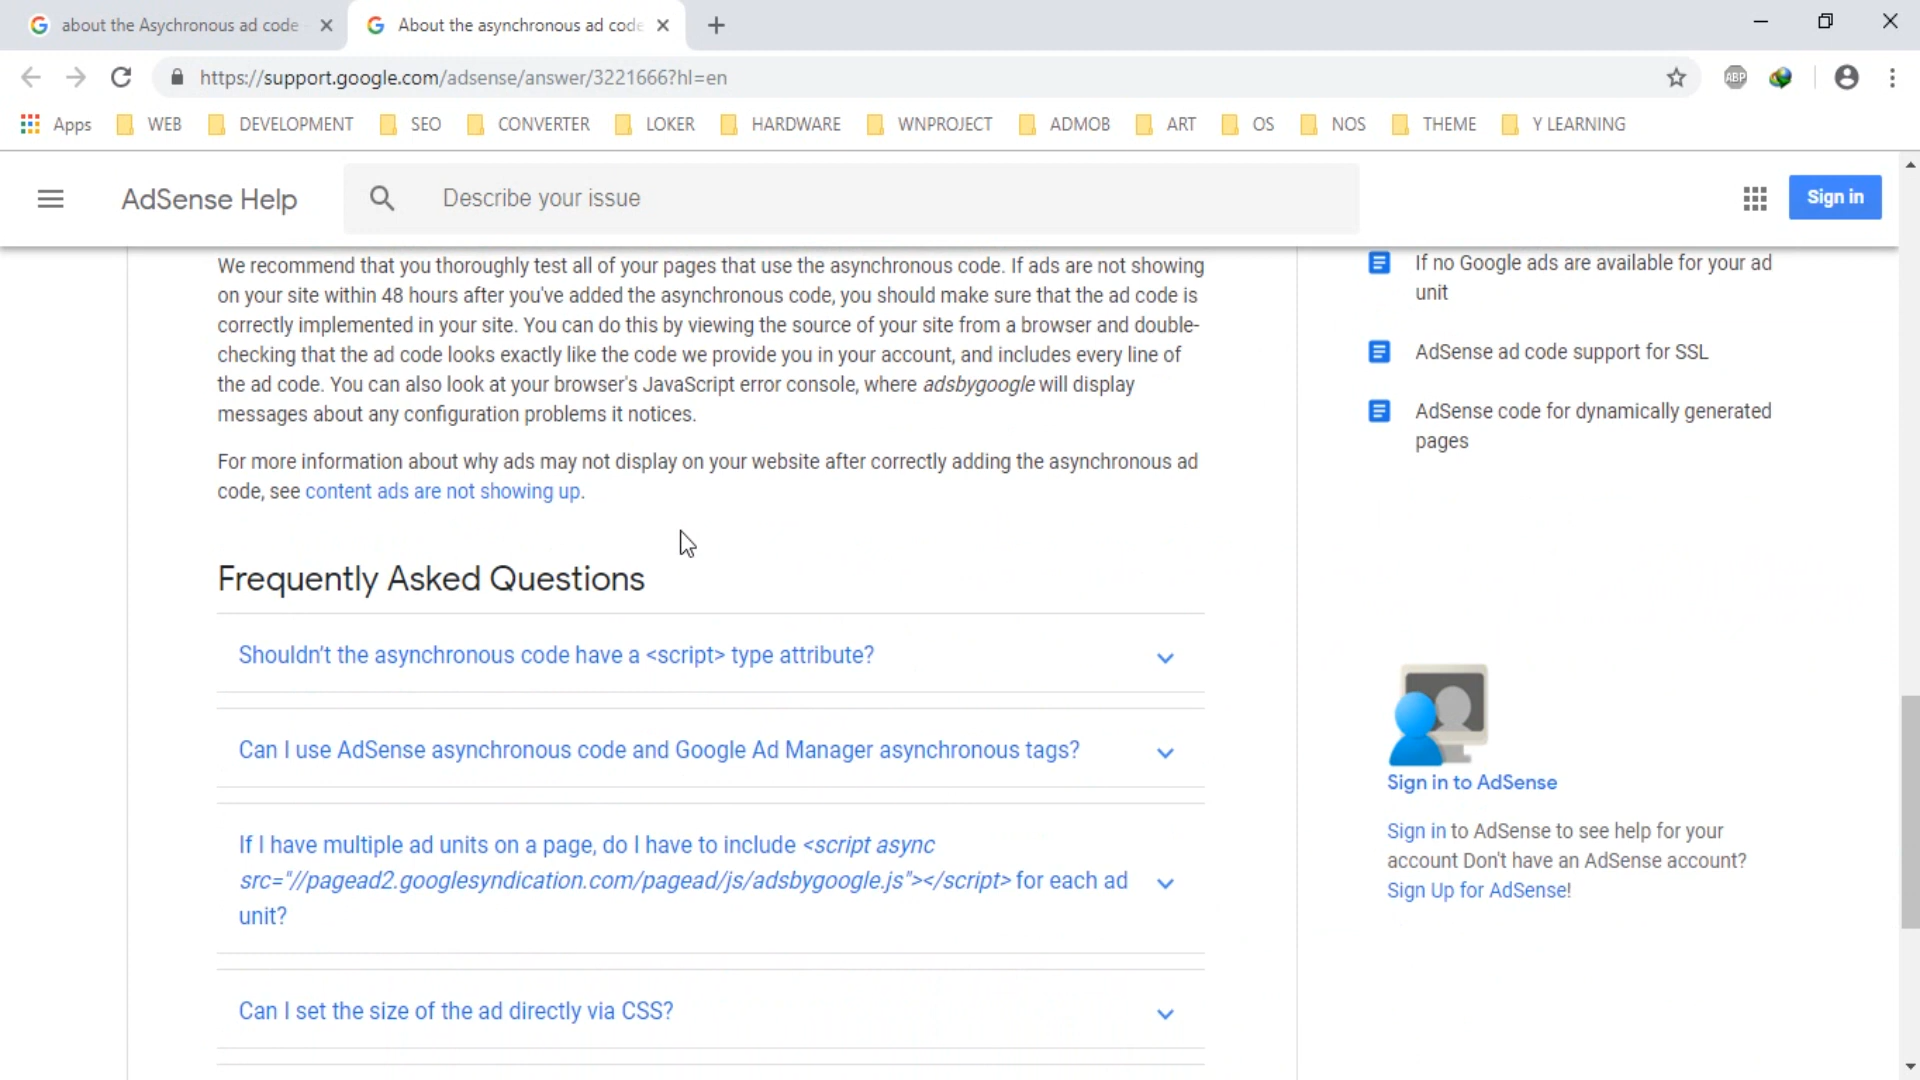 about the Asychronous ad code
About the asynchronous ad code
https://support.google.com/adsense/answer/3221666?hl=en
ABP
Apps
WEB
DEVELOPMENT
SEO
CONVERTER
LOKER
HARDWARE
WNPROJECT
ADMOB
ART
OS
NOS
THEME
Y LEARNING
AdSense Help
Describe your issue
Sign in
We recommend that you thoroughly test all of your pages that use the asynchronous code. If ads are not showing
on your site within 48 hours after you've added the asynchronous code, you should make sure that the ad code is
correctly implemented in your site. You can do this by viewing the source of your site from a browser and double-
checking that the ad code looks exactly like the code we provide you in your account, and includes every line of
the ad code. You can also look at your browser's JavaScript error console, where adsbygoogle will display
messages about any configuration problems it notices.
For more information about why ads may not display on your website after correctly adding the asynchronous ad
code, see content ads are not showing up.
Frequently Asked Questions
Shouldn't the asynchronous code have a <script> type attribute?
Can I use AdSense asynchronous code and Google Ad Manager asynchronous tags?
If I have multiple ad units on a page, do I have to include <script async
src="//pagead2.googlesyndication.com/pagead/js/adsbygoogle.js"></script> for each ad
unit?
Can I set the size of the ad directly via CSS?
If no Google ads are available for your ad
unit
AdSense ad code support for SSL
AdSense code for dynamically generated
pages
Sign in to AdSense
Sign in to AdSense to see help for your
account Don't have an AdSense account?
Sign Up for AdSense!